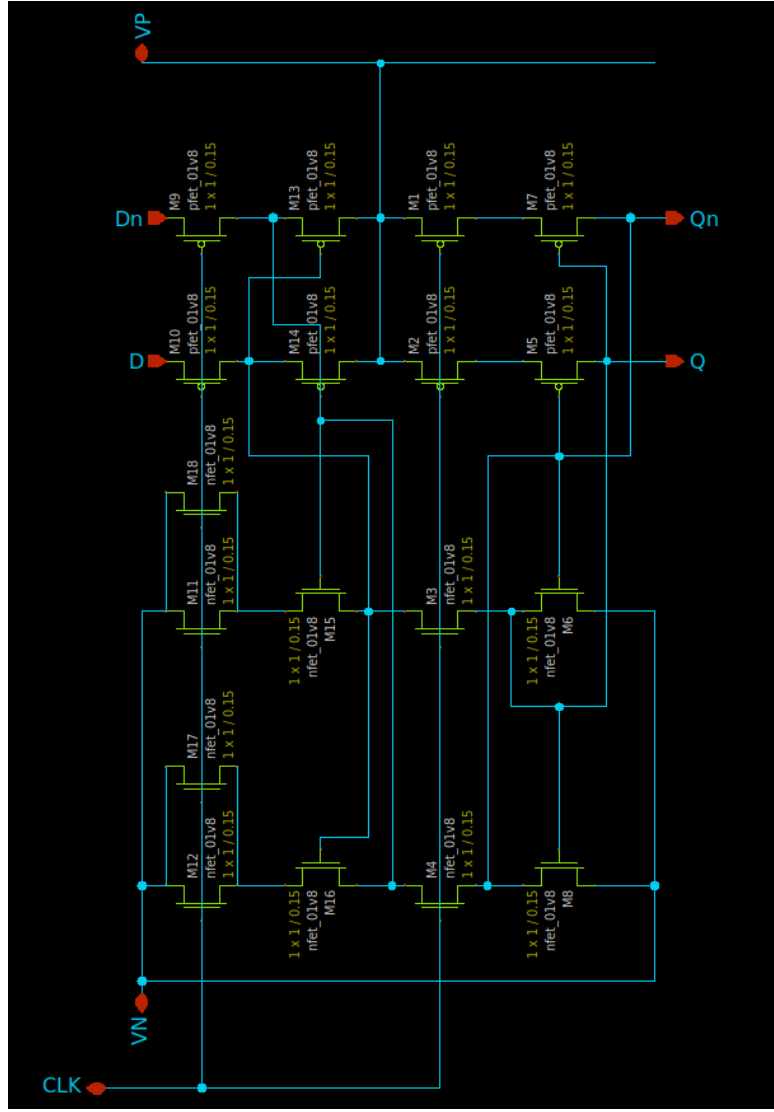 VP
M9
pfet_01v8
1 x 1 / 0.15
M13
pfet_01v8
1 x 1 / 0.15
M1
pfet_01v8
1 x 1 / 0.15
M7
pfet_01v8
1 x 1 / 0.15
Dn
Qn
M10
pfet_01v8
1 x 1 / 0.15
M14
pfet_01v8
1 x 1 / 0.15
M2
pfet_01v8
1 x 1 / 0.15
M5
pfet_01v8
1 x 1 / 0.15
D
Q
M18
nfet_01v8
1 x 1 / 0.15
M11
nfet_01v8
1 x 1 / 0.15
1 x 1 / 0.15
nfet_01v8
M15
M3
nfet_01v8
1 x 1 / 0.15
1 x 1 / 0.15
nfet_01v8
M6
M17
nfet_01v8
1 x 1 / 0.15
M12
nfet_01v8
1 x 1 / 0.15
1 x 1 / 0.15
nfet_01v8
M16
M4
nfet_01v8
1 x 1 / 0.15
1 x 1 / 0.15
nfet_01v8
M8
VN
CLK